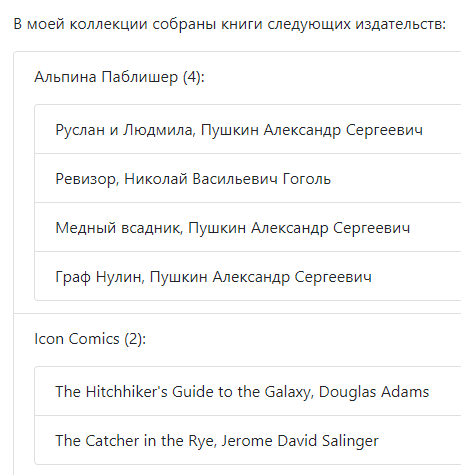 В моей коллекции собраны книги следующих издательств:
Альпина Паблишер (4):
Руслан и Людмила, Пушкин Александр Сергеевич
Ревизор, Николай Васильевич Гоголь
Медный всадник, Пушкин Александр Сергеевич
Граф Нулин, Пушкин Александр Сергеевич
Icon Comics (2):
The Hitchhiker's Guide to the Galaxy, Douglas Adams
The Catcher in the Rye, Jerome David Salinger